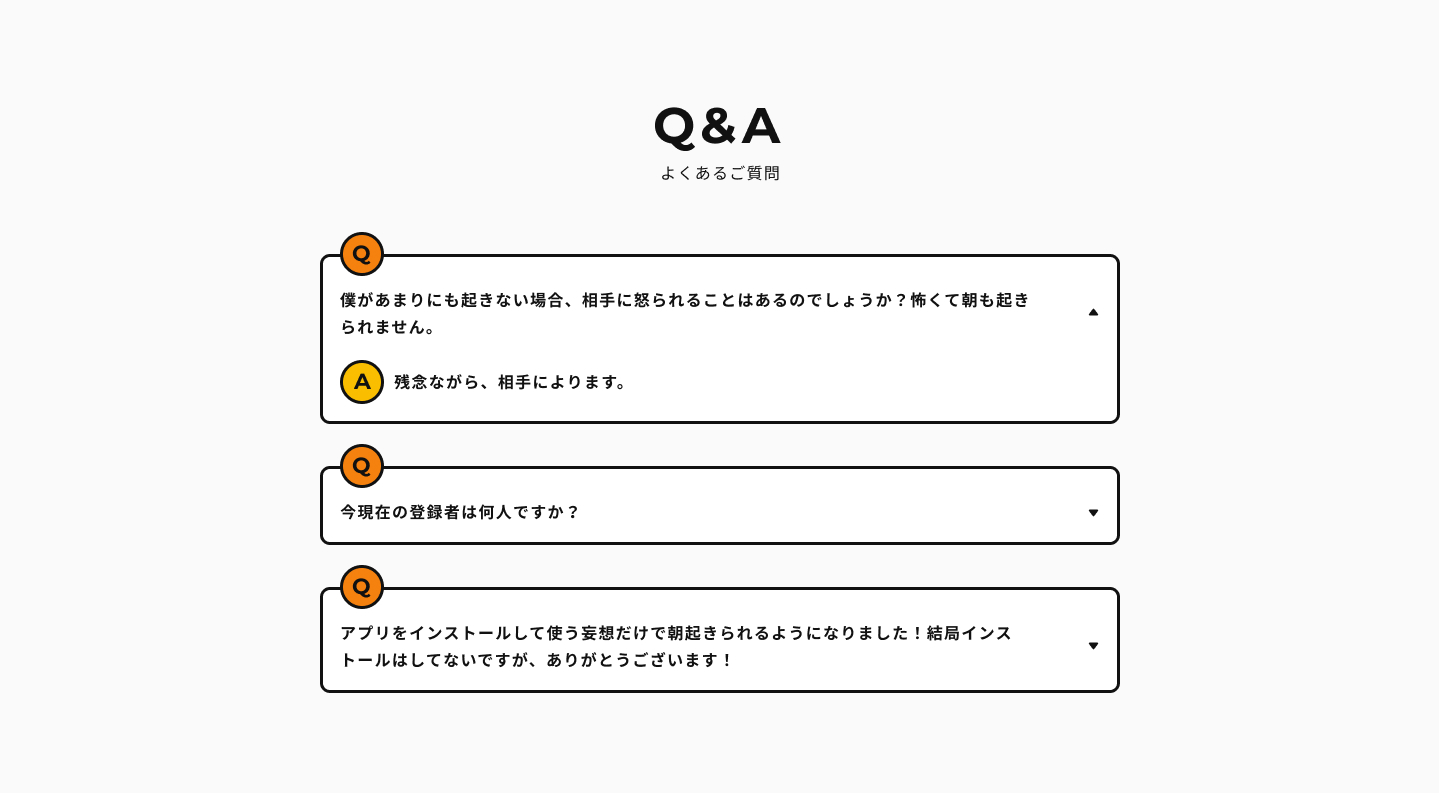 Q&A
よくあるご質問
Q
僕があまりにも起きない場合、相手に怒られることはあるのでしょうか？怖くて朝も起き
られません。
A 残念ながら、相手によります。
Q
今現在の登録者は何人ですか？
Q
アプリをインストールして使う妄想だけで朝起きられるようになりました！結局インス
トールはしてないですが、ありがとうございます！